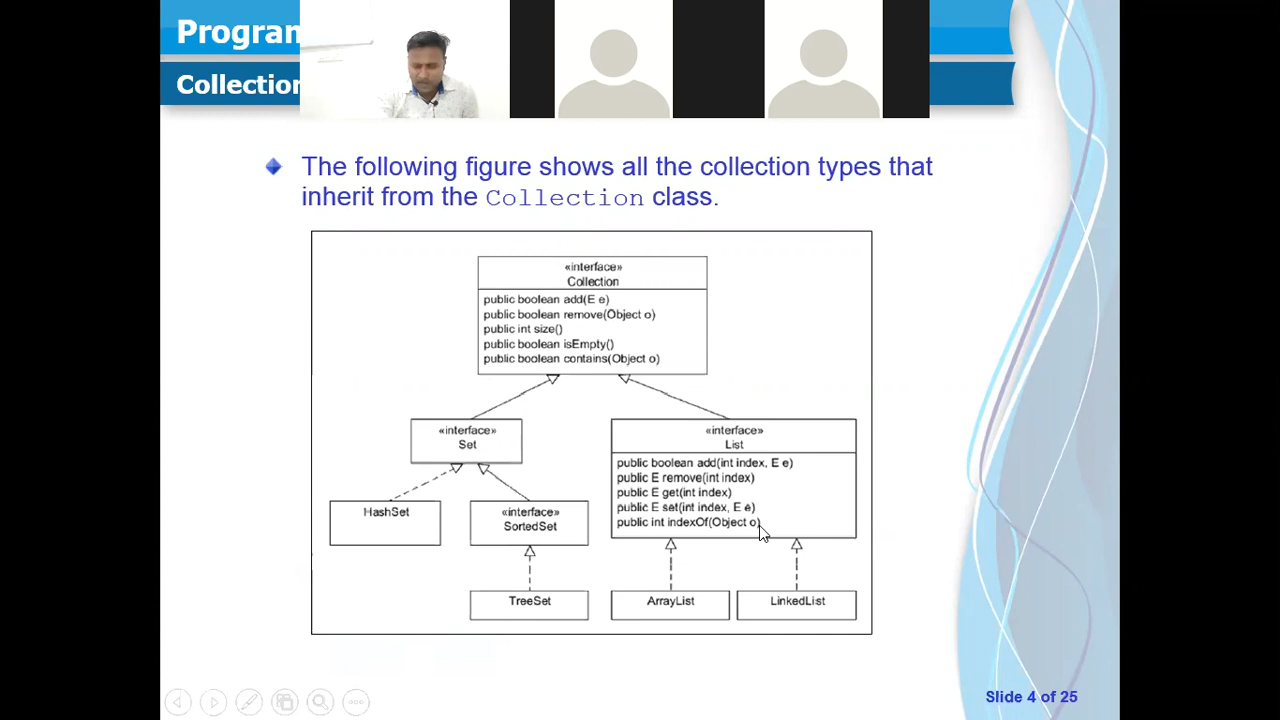 Progran
Collection
The following figure shows all the collection types that
inherit from the Collection class.
«interface»
Collection
public boolean add(E e)
public boolean remove(Object o)
public int size()
public boolean isEmpty()
public boolean contains(Object o)
«interface»
Set
«interface»
List
public boolean add(int index, E e)
public E remove(int index)
public E get(int index)
public E set(int index, E e)
public int indexOf(Object o)
HashSet
«interface»
SortedSet
TreeSet
ArrayList
LinkedList
Slide 4 of 25